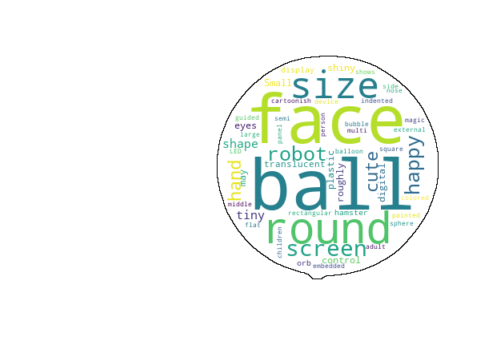 display
shiny
shows
Small
size
side
nose
cartoonish
device
indented
guided
semi
face
person
magic
eyes
panel
bubble
multi
large
external
shape
LED
robot
plastic
balloon
square
translucent
roughly
cute
digital
happy
hand
may
ball
middle
tiny
rectangular
hamster
painted
flat
round
sphere
children
screen
adult
orb
embedded
control